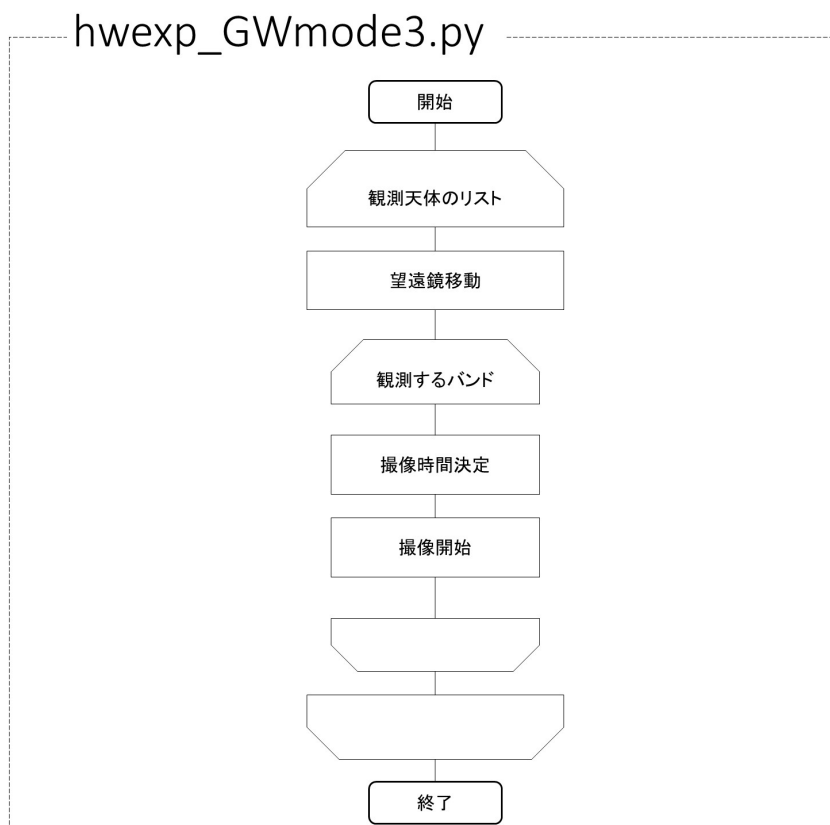 hwexp_GWmode3.py
開始
観測天体のリスト
望遠鏡移動
観測するバンド
撮像時間決定
撮像開始
終了